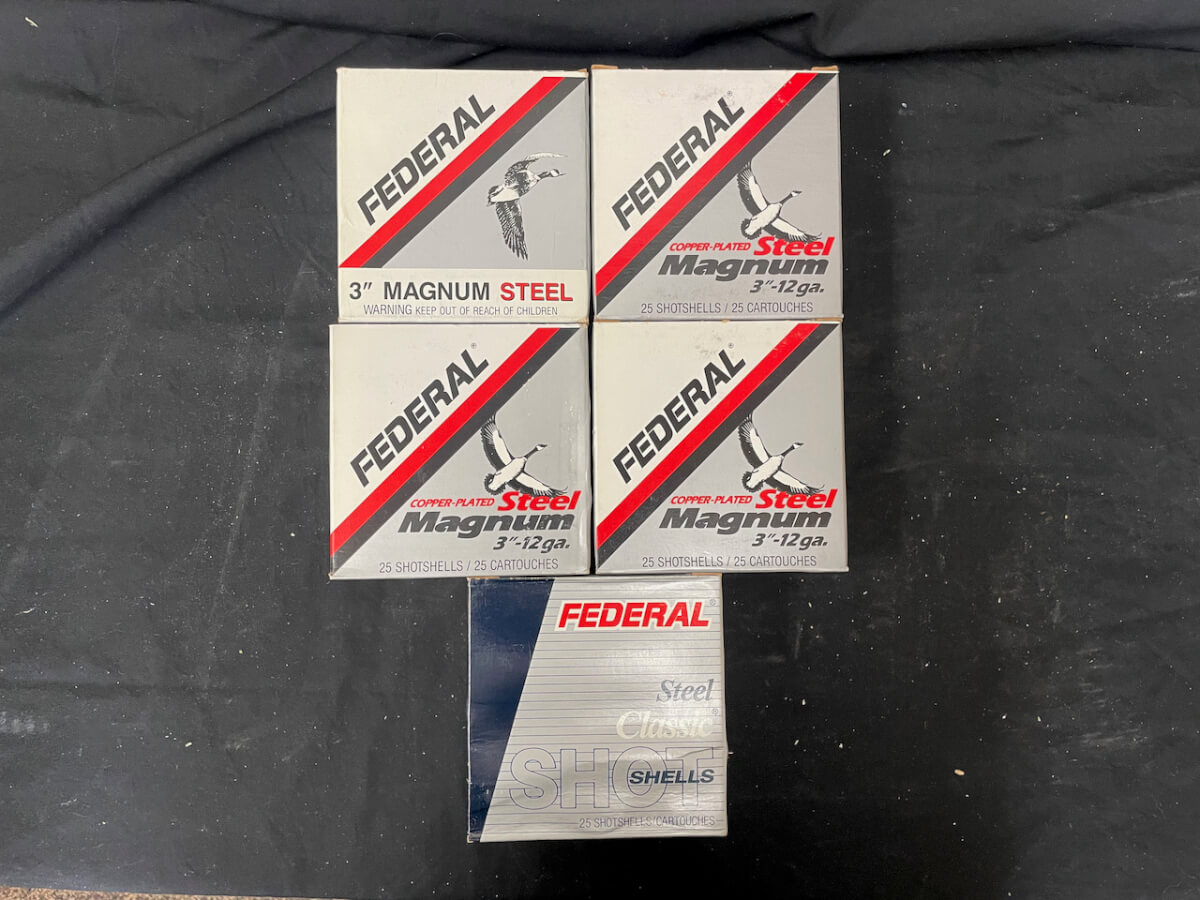 FEDERAL
3" MAGNUM STEEL
WARNING KEEP OUT OF REACH OF CHILDREN
FEDERAL®
COPPER-PLATED Steel
Magnum
3"-12ga.
25 SHOTSHELLS / 25 CARTOUCHES
FEDERAL®
COPPER-PLATED Steel
Magnum
3"-12ga.
25 SHOTSHELLS / 25 CARTOUCHES
FEDERAL®
COPPER-PLATED Steel
Magnum
3"-12ga.
25 SHOTSHELLS / 25 CARTOUCHES
FEDERAL®
Steel
Classic®
SHOT
SHELLS
25 SHOTSHELLS/CARTOUCHES